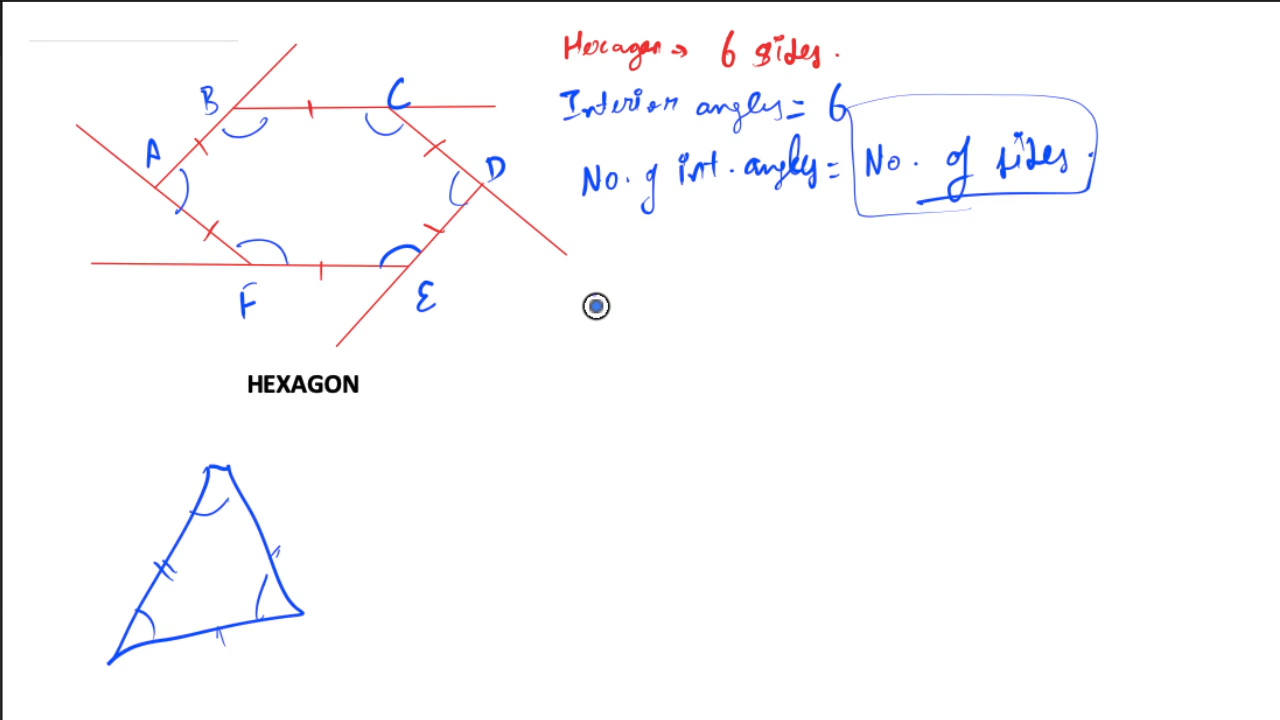 Hexagon → 6 sides.
Interior angles = 6
No. of int. angles = No. of sides.
B
C
A
D
F
E
HEXAGON